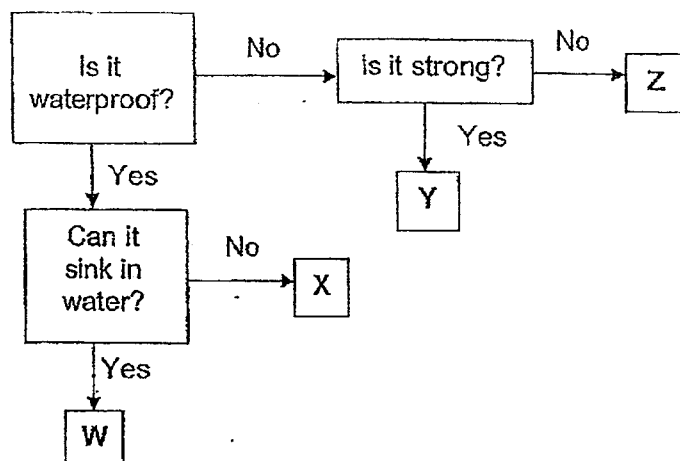 Is it
waterproof?
No
is it strong?
No
Z
Yes
Y
Yes
Can it
sink in
water?
No
X
Yes
W